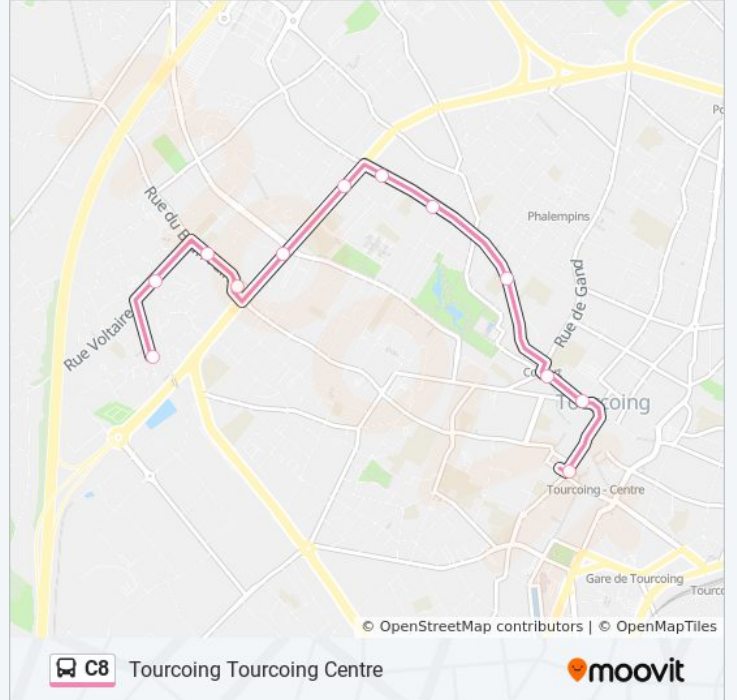 Po
Rue du B
Phalempins
Rue de Gand
Rue Voltaire
Co
Tourcoing
Tourcoing - Centre
Gare de Tourcoing
Tourco
© OpenStreetMap contributors | © OpenMapTiles
C8 Tourcoing Tourcoing Centre
moovit